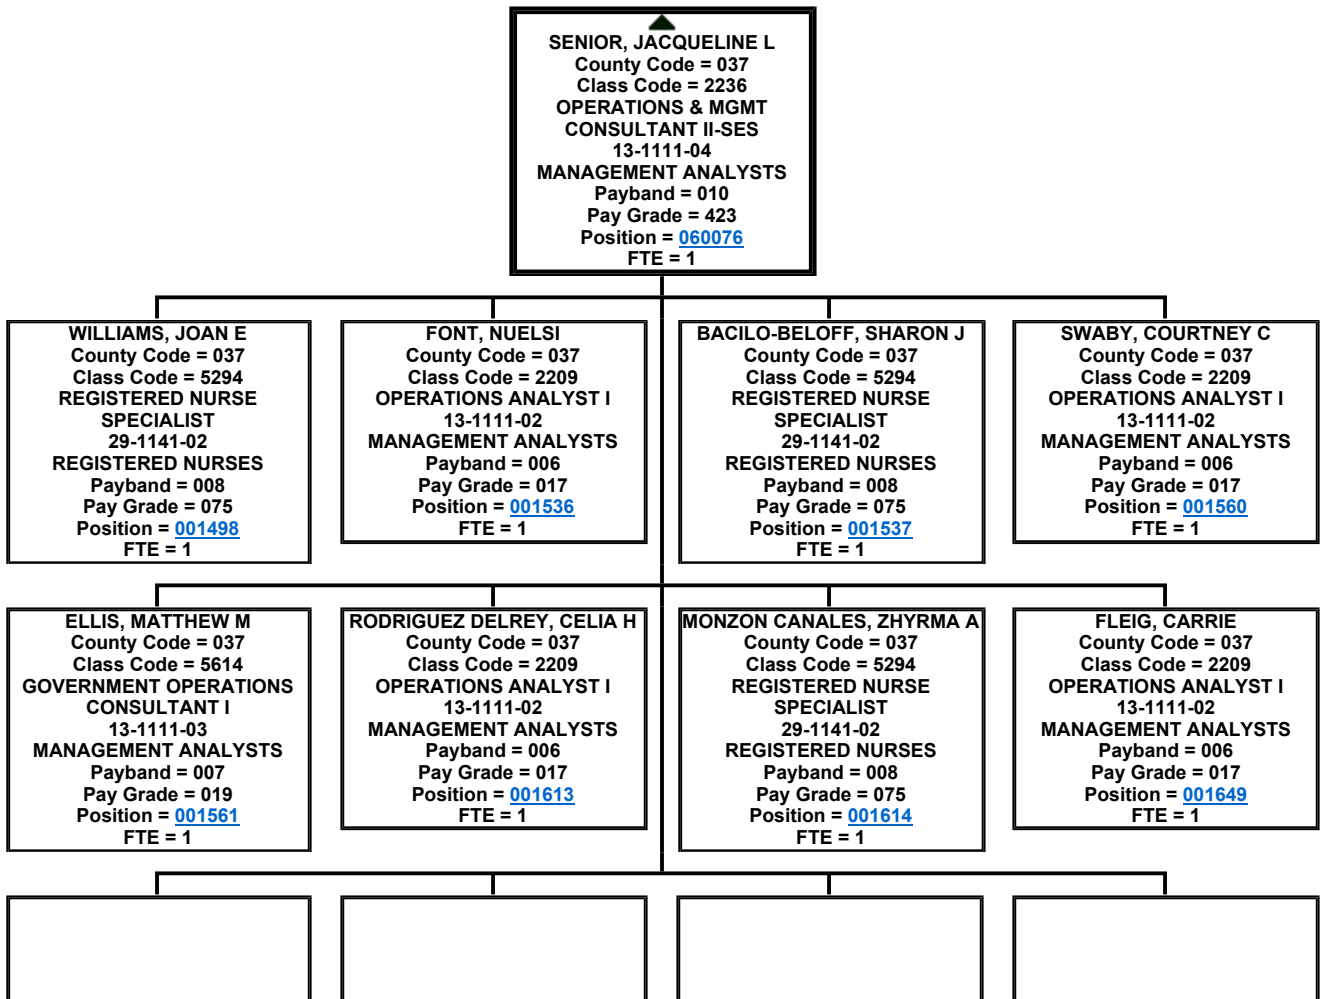 SENIOR, JACQUELINE L
County Code = 037
Class Code = 2236
OPERATIONS & MGMT
CONSULTANT II-SES
13-1111-04
MANAGEMENT ANALYSTS
Payband = 010
Pay Grade = 423
Position = 060076
FTE = 1
WILLIAMS, JOAN E
County Code = 037
Class Code = 5294
REGISTERED NURSE
SPECIALIST
29-1141-02
REGISTERED NURSES
Payband = 008
Pay Grade = 075
Position = 001498
FTE = 1
FONT, NUELSI
County Code = 037
Class Code = 2209
OPERATIONS ANALYST I
13-1111-02
MANAGEMENT ANALYSTS
Payband = 006
Pay Grade = 017
Position = 001536
FTE = 1
BACILO-BELOFF, SHARON J
County Code = 037
Class Code = 5294
REGISTERED NURSE
SPECIALIST
29-1141-02
REGISTERED NURSES
Payband = 008
Pay Grade = 075
Position = 001537
FTE = 1
SWABY, COURTNEY C
County Code = 037
Class Code = 2209
OPERATIONS ANALYST I
13-1111-02
MANAGEMENT ANALYSTS
Payband = 006
Pay Grade = 017
Position = 001560
FTE = 1
ELLIS, MATTHEW M
County Code = 037
Class Code = 5614
GOVERNMENT OPERATIONS
CONSULTANT I
13-1111-03
MANAGEMENT ANALYSTS
Payband = 007
Pay Grade = 019
Position = 001561
FTE = 1
RODRIGUEZ DELREY, CELIA H
County Code = 037
Class Code = 2209
OPERATIONS ANALYST I
13-1111-02
MANAGEMENT ANALYSTS
Payband = 006
Pay Grade = 017
Position = 001613
FTE = 1
MONZON CANALES, ZHYRMA A
County Code = 037
Class Code = 5294
REGISTERED NURSE
SPECIALIST
29-1141-02
REGISTERED NURSES
Payband = 008
Pay Grade = 075
Position = 001614
FTE = 1
FLEIG, CARRIE
County Code = 037
Class Code = 2209
OPERATIONS ANALYST I
13-1111-02
MANAGEMENT ANALYSTS
Payband = 006
Pay Grade = 017
Position = 001649
FTE = 1